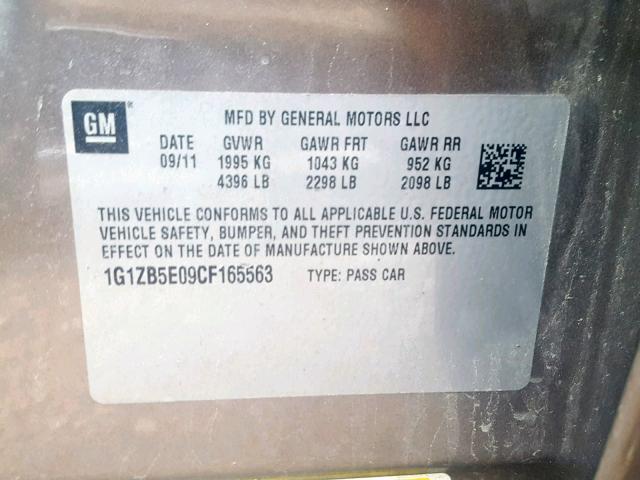 GM
MFD BY GENERAL MOTORS LLC
DATE GVWR GAWR FRT GAWR RR
09/11 1995 KG 1043 KG 952 KG
4396 LB 2298 LB 2098 LB
THIS VEHICLE CONFORMS TO ALL APPLICABLE U.S. FEDERAL MOTOR
VEHICLE SAFETY, BUMPER, AND THEFT PREVENTION STANDARDS IN
EFFECT ON THE DATE OF MANUFACTURE SHOWN ABOVE.
1G1ZB5E09CF165563 TYPE: PASS CAR